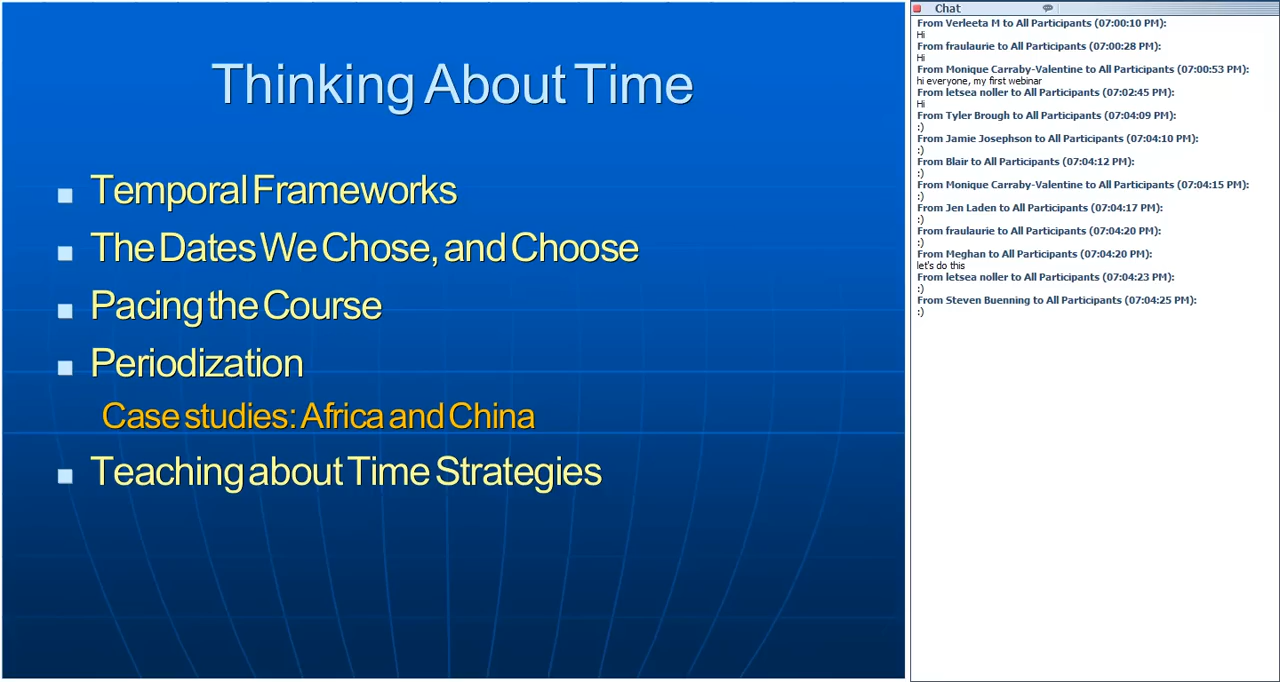 Thinking About Time
Temporal Frameworks
The Dates We Chose, and Choose
Pacing the Course
Periodization
Case studies: Africa and China
Teaching about Time Strategies
Chat
From Verleeta M to All Participants (07:00:10 PM):
Hi
From fraulaurie to All Participants (07:00:28 PM):
Hi
From Monique Carraby-Valentine to All Participants (07:00:53 PM):
hi everyone, my first webinar
From letsea noller to All Participants (07:02:45 PM):
Hi
From Tyler Brough to All Participants (07:04:09 PM):
:)
From Jamie Josephson to All Participants (07:04:10 PM):
:)
From Blair to All Participants (07:04:12 PM):
:)
From Monique Carraby-Valentine to All Participants (07:04:15 PM):
:)
From Jen Laden to All Participants (07:04:17 PM):
:)
From fraulaurie to All Participants (07:04:20 PM):
:)
From Meghan to All Participants (07:04:20 PM):
let's do this
From letsea noller to All Participants (07:04:23 PM):
:)
From Steven Buenning to All Participants (07:04:25 PM):
:)